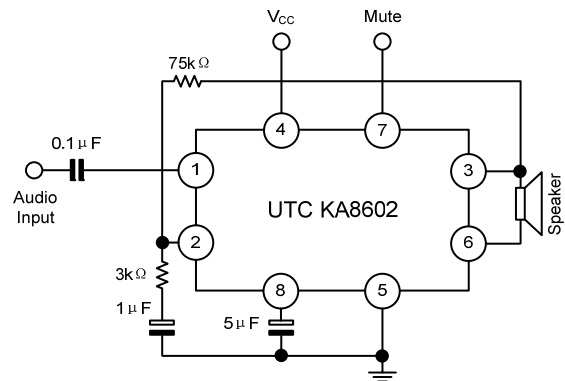 V_CC Mute
75kΩ
4 7
0.1μF
1 3
Audio
Input
UTC KA8602
Speaker
2 6
3kΩ
8 5
1μF
5μF